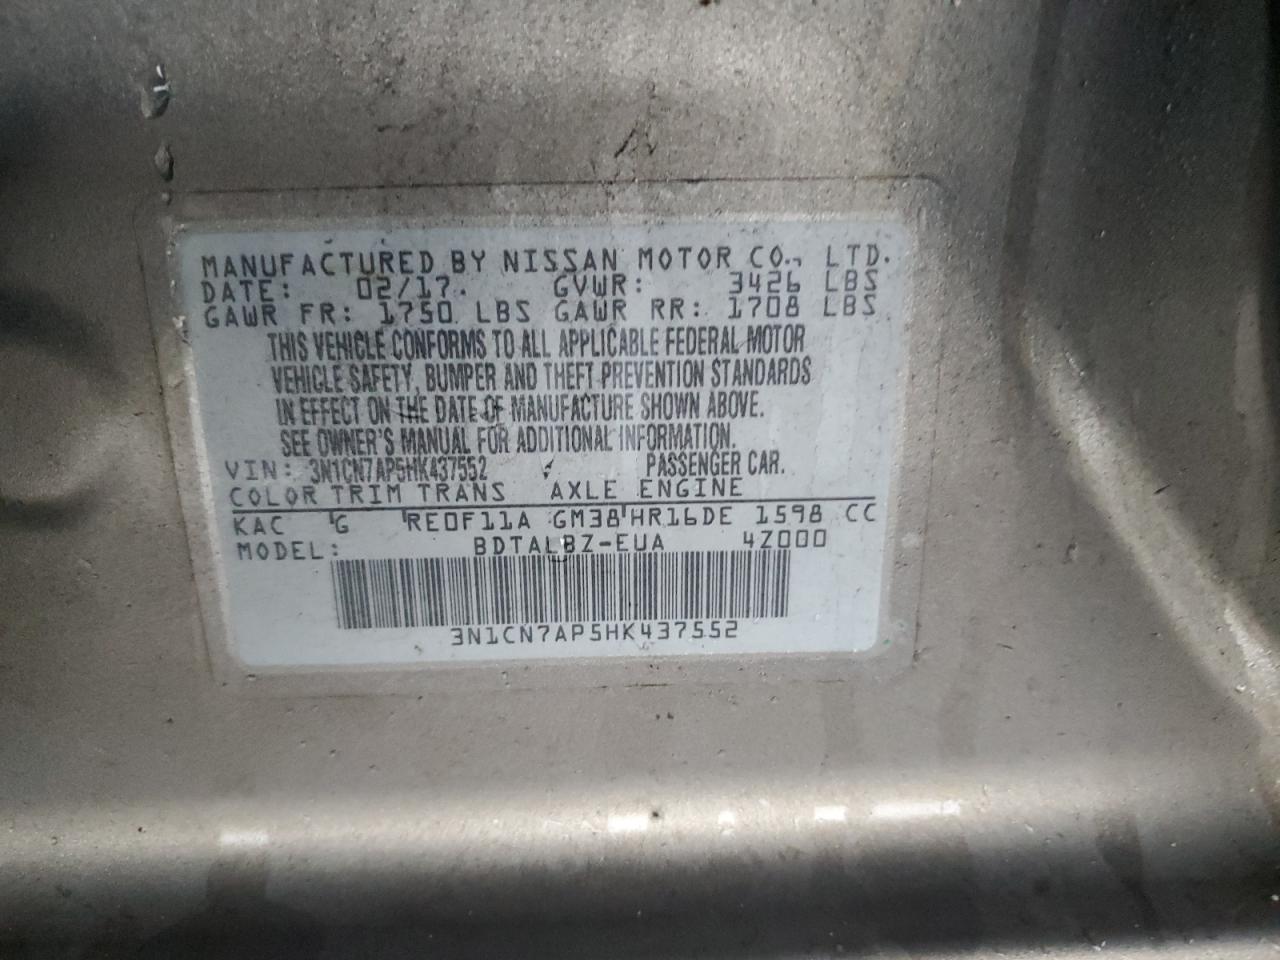 MANUFACTURED BY NISSAN MOTOR CO., LTD.
DATE: 02/17. GVWR: 3426 LBS
GAWR FR: 1750 LBS GAWR RR: 1708 LBS
THIS VEHICLE CONFORMS TO ALL APPLICABLE FEDERAL MOTOR
VEHICLE SAFETY, BUMPER AND THEFT PREVENTION STANDARDS
IN EFFECT ON THE DATE OF MANUFACTURE SHOWN ABOVE.
SEE OWNER'S MANUAL FOR ADDITIONAL INFORMATION.
VIN: 3N1CN7AP5HK437552 PASSENGER CAR.
COLOR TRIM TRANS AXLE ENGINE
KAC G RE0F11A GM38 HR16DE 1598 CC
MODEL: BDTALBZ-EUA 4Z000
3N1CN7AP5HK437552